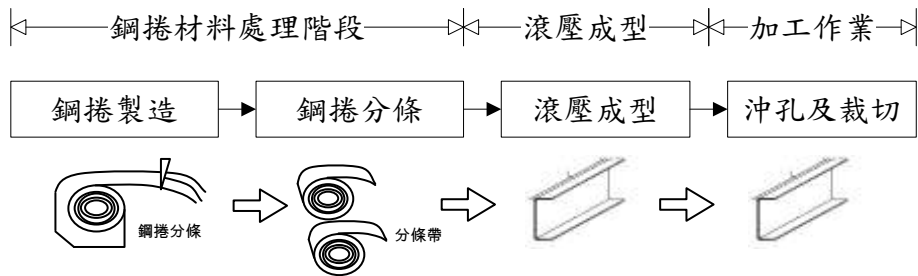 鋼捲材料處理階段 滾壓成型 加工作業
鋼捲製造 鋼捲分條 滾壓成型 沖孔及裁切
鋼捲分條 分條帶